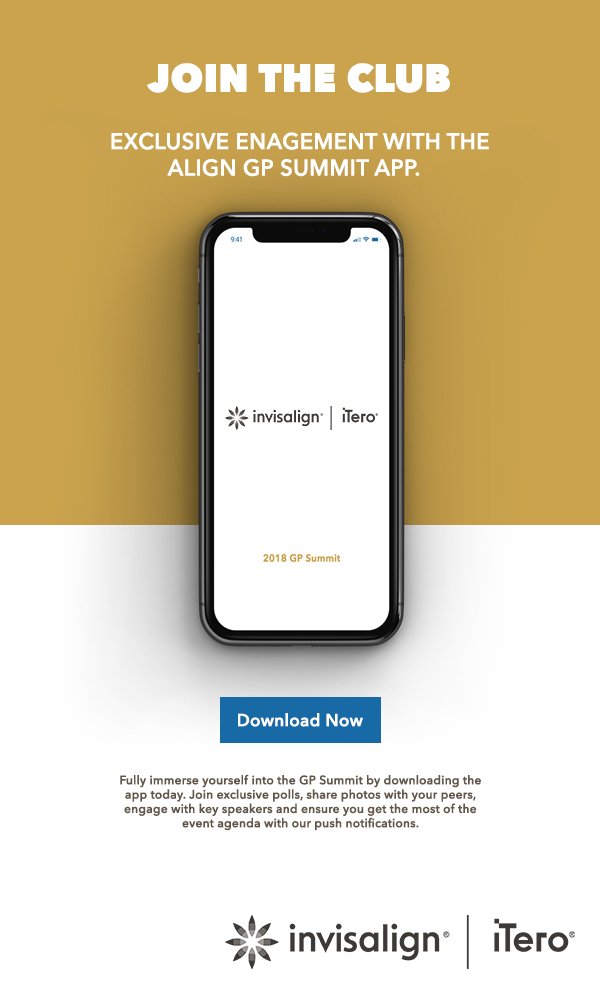 JOIN THE CLUB
EXCLUSIVE ENAGEMENT WITH THE
ALIGN GP SUMMIT APP.
9:41
invisalign® | iTero®
2018 GP Summit
Download Now
Fully immerse yourself into the GP Summit by downloading the
app today. Join exclusive polls, share photos with your peers,
engage with key speakers and ensure you get the most of the
event agenda with our push notifications.
invisalign® | iTero®